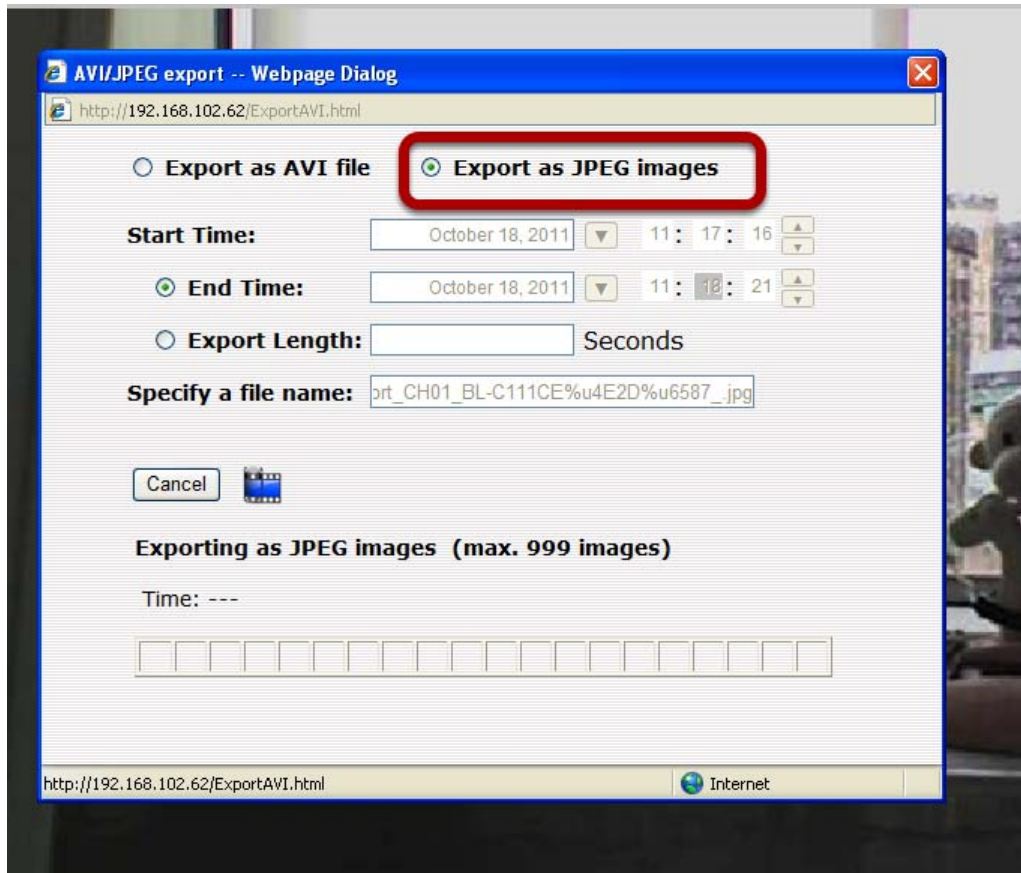 AVI/JPEG export -- Webpage Dialog
http://192.168.102.62/ExportAVI.html
Export as AVI file Export as JPEG images
Start Time: October 18, 2011 11: 17: 16
End Time: October 18, 2011 11: 18: 21
Export Length: Seconds
Specify a file name: ort_CH01_BL-C111CE%u4E2D%u6587_.jpg
Cancel
Exporting as JPEG images (max. 999 images)
Time: ---
http://192.168.102.62/ExportAVI.html Internet